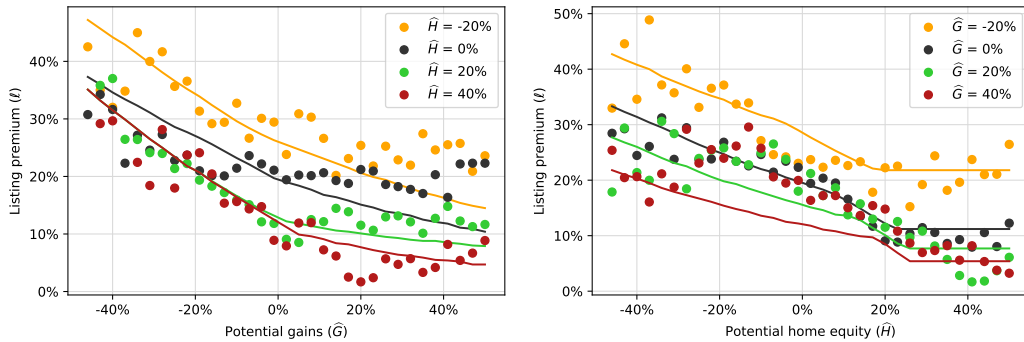 Listing premium (ℓ)
40%
30%
20%
10%
0%
-40%
-20%
0%
20%
40%
Potential gains (Ĝ)
Ĥ = -20%
Ĥ = 0%
Ĥ = 20%
Ĥ = 40%
Listing premium (ℓ)
50%
40%
30%
20%
10%
0%
-40%
-20%
0%
20%
40%
Potential home equity (Ĥ)
Ĝ = -20%
Ĝ = 0%
Ĝ = 20%
Ĝ = 40%